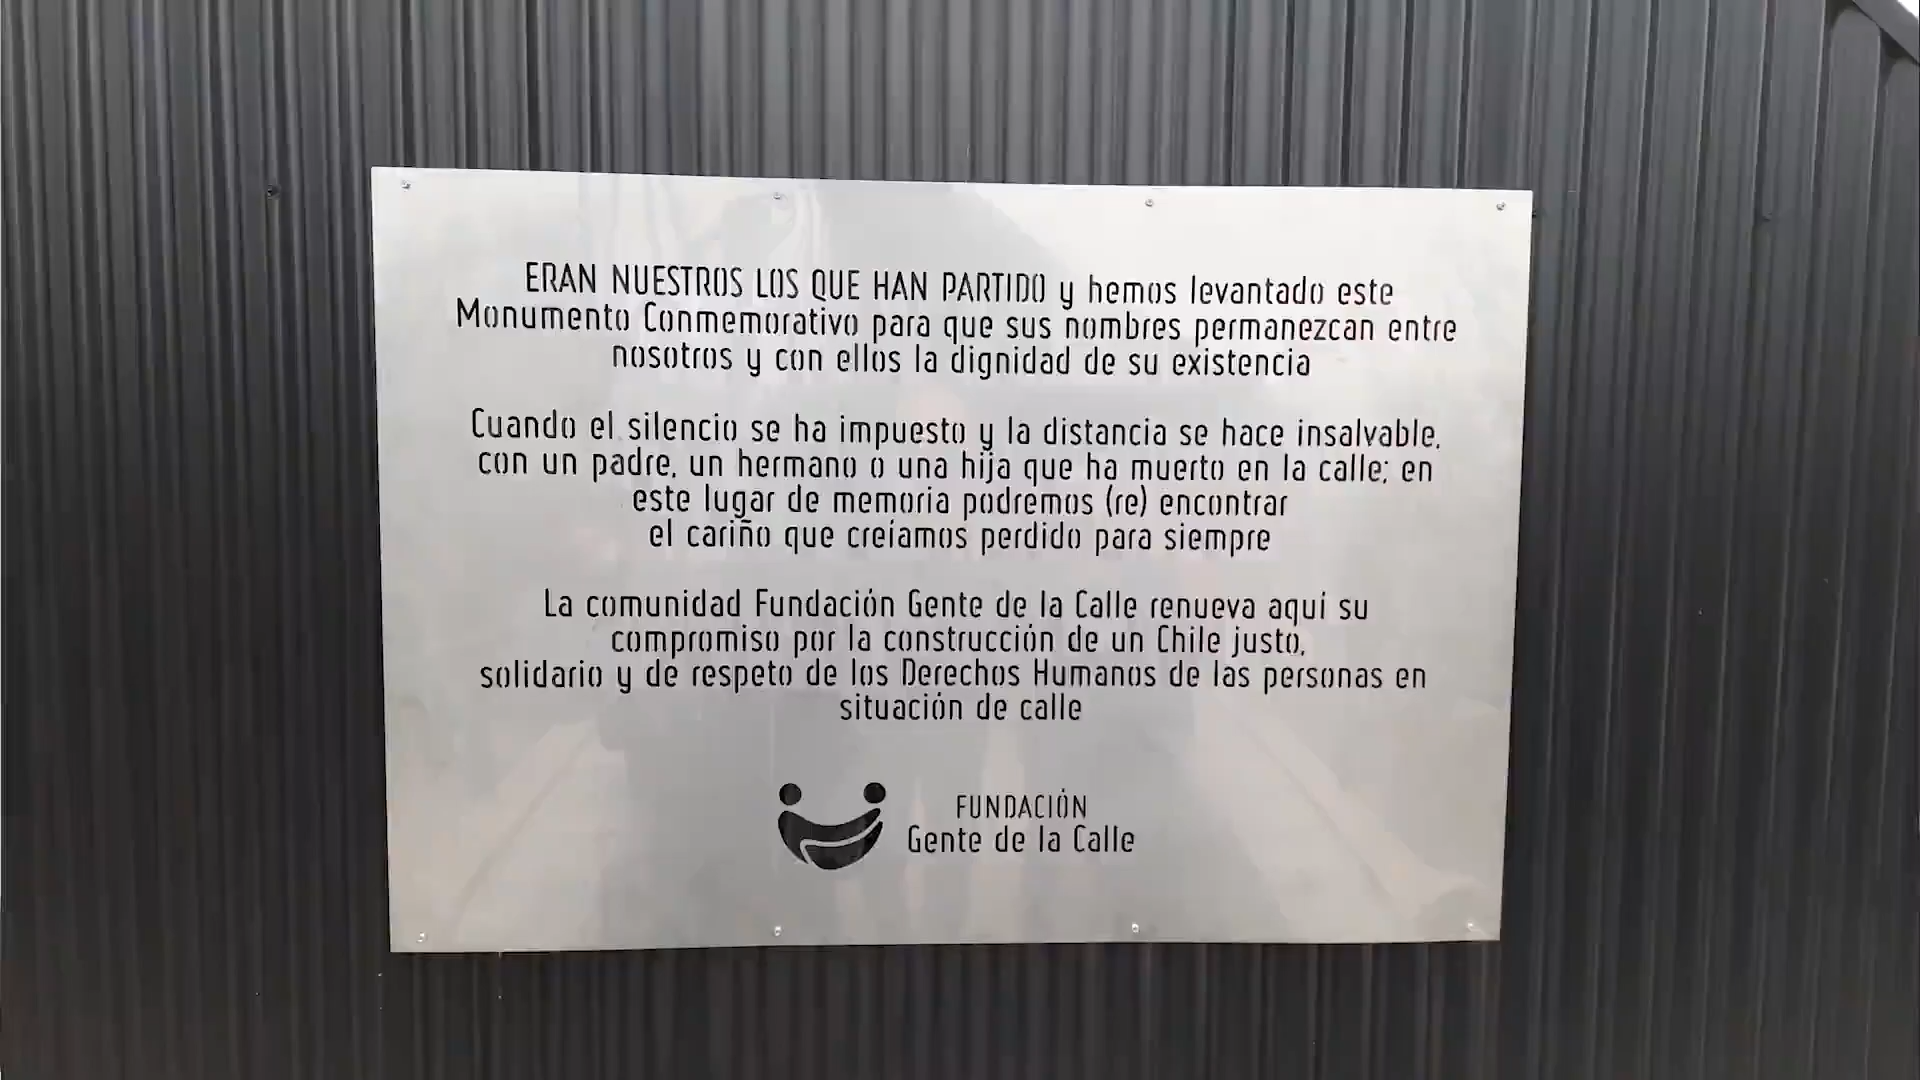 ERAN NUESTROS LOS QUE HAN PARTIDO y hemos levantado este
Monumento Conmemorativo para que sus nombres permanezcan entre
nosotros y con ellos la dignidad de su existencia
Cuando el silencio se ha impuesto y la distancia se hace insalvable,
con un padre, un hermano o una hija que ha muerto en la calle; en
este lugar de memoria podremos (re) encontrar
el cariño que creíamos perdido para siempre
La comunidad Fundación Gente de la Calle renueva aquí su
compromiso por la construcción de un Chile justo,
solidario y de respeto de los Derechos Humanos de las personas en
situación de calle
FUNDACIÓN
Gente de la Calle